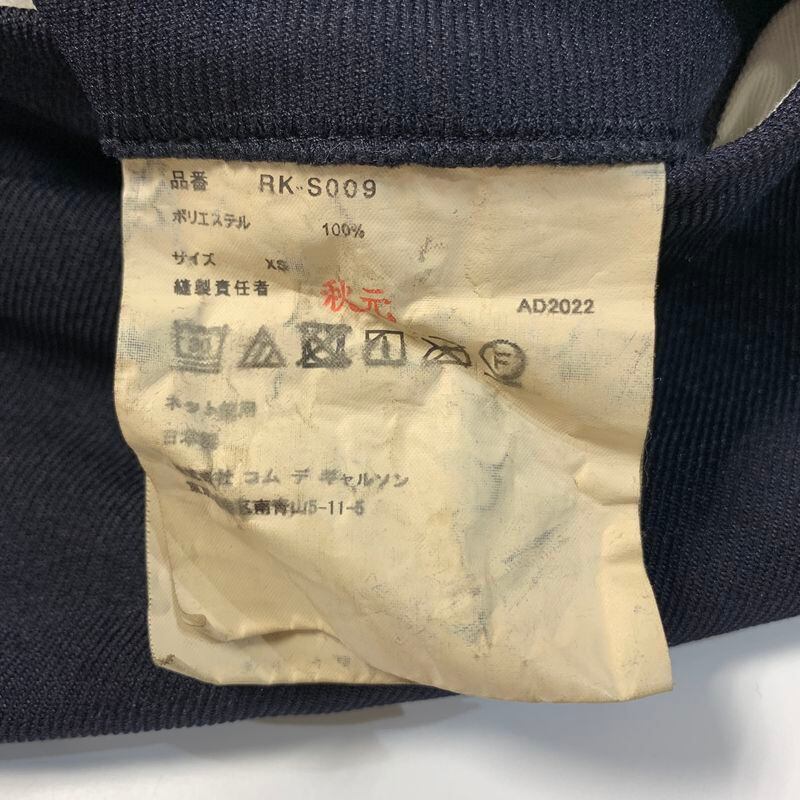 品番 RK-S009
ポリエステル 100%
サイズ XS
縫製責任者 秋元 AD2022
ネット使用
日本製
コム デ ギャルソン
区南青山5-11-5